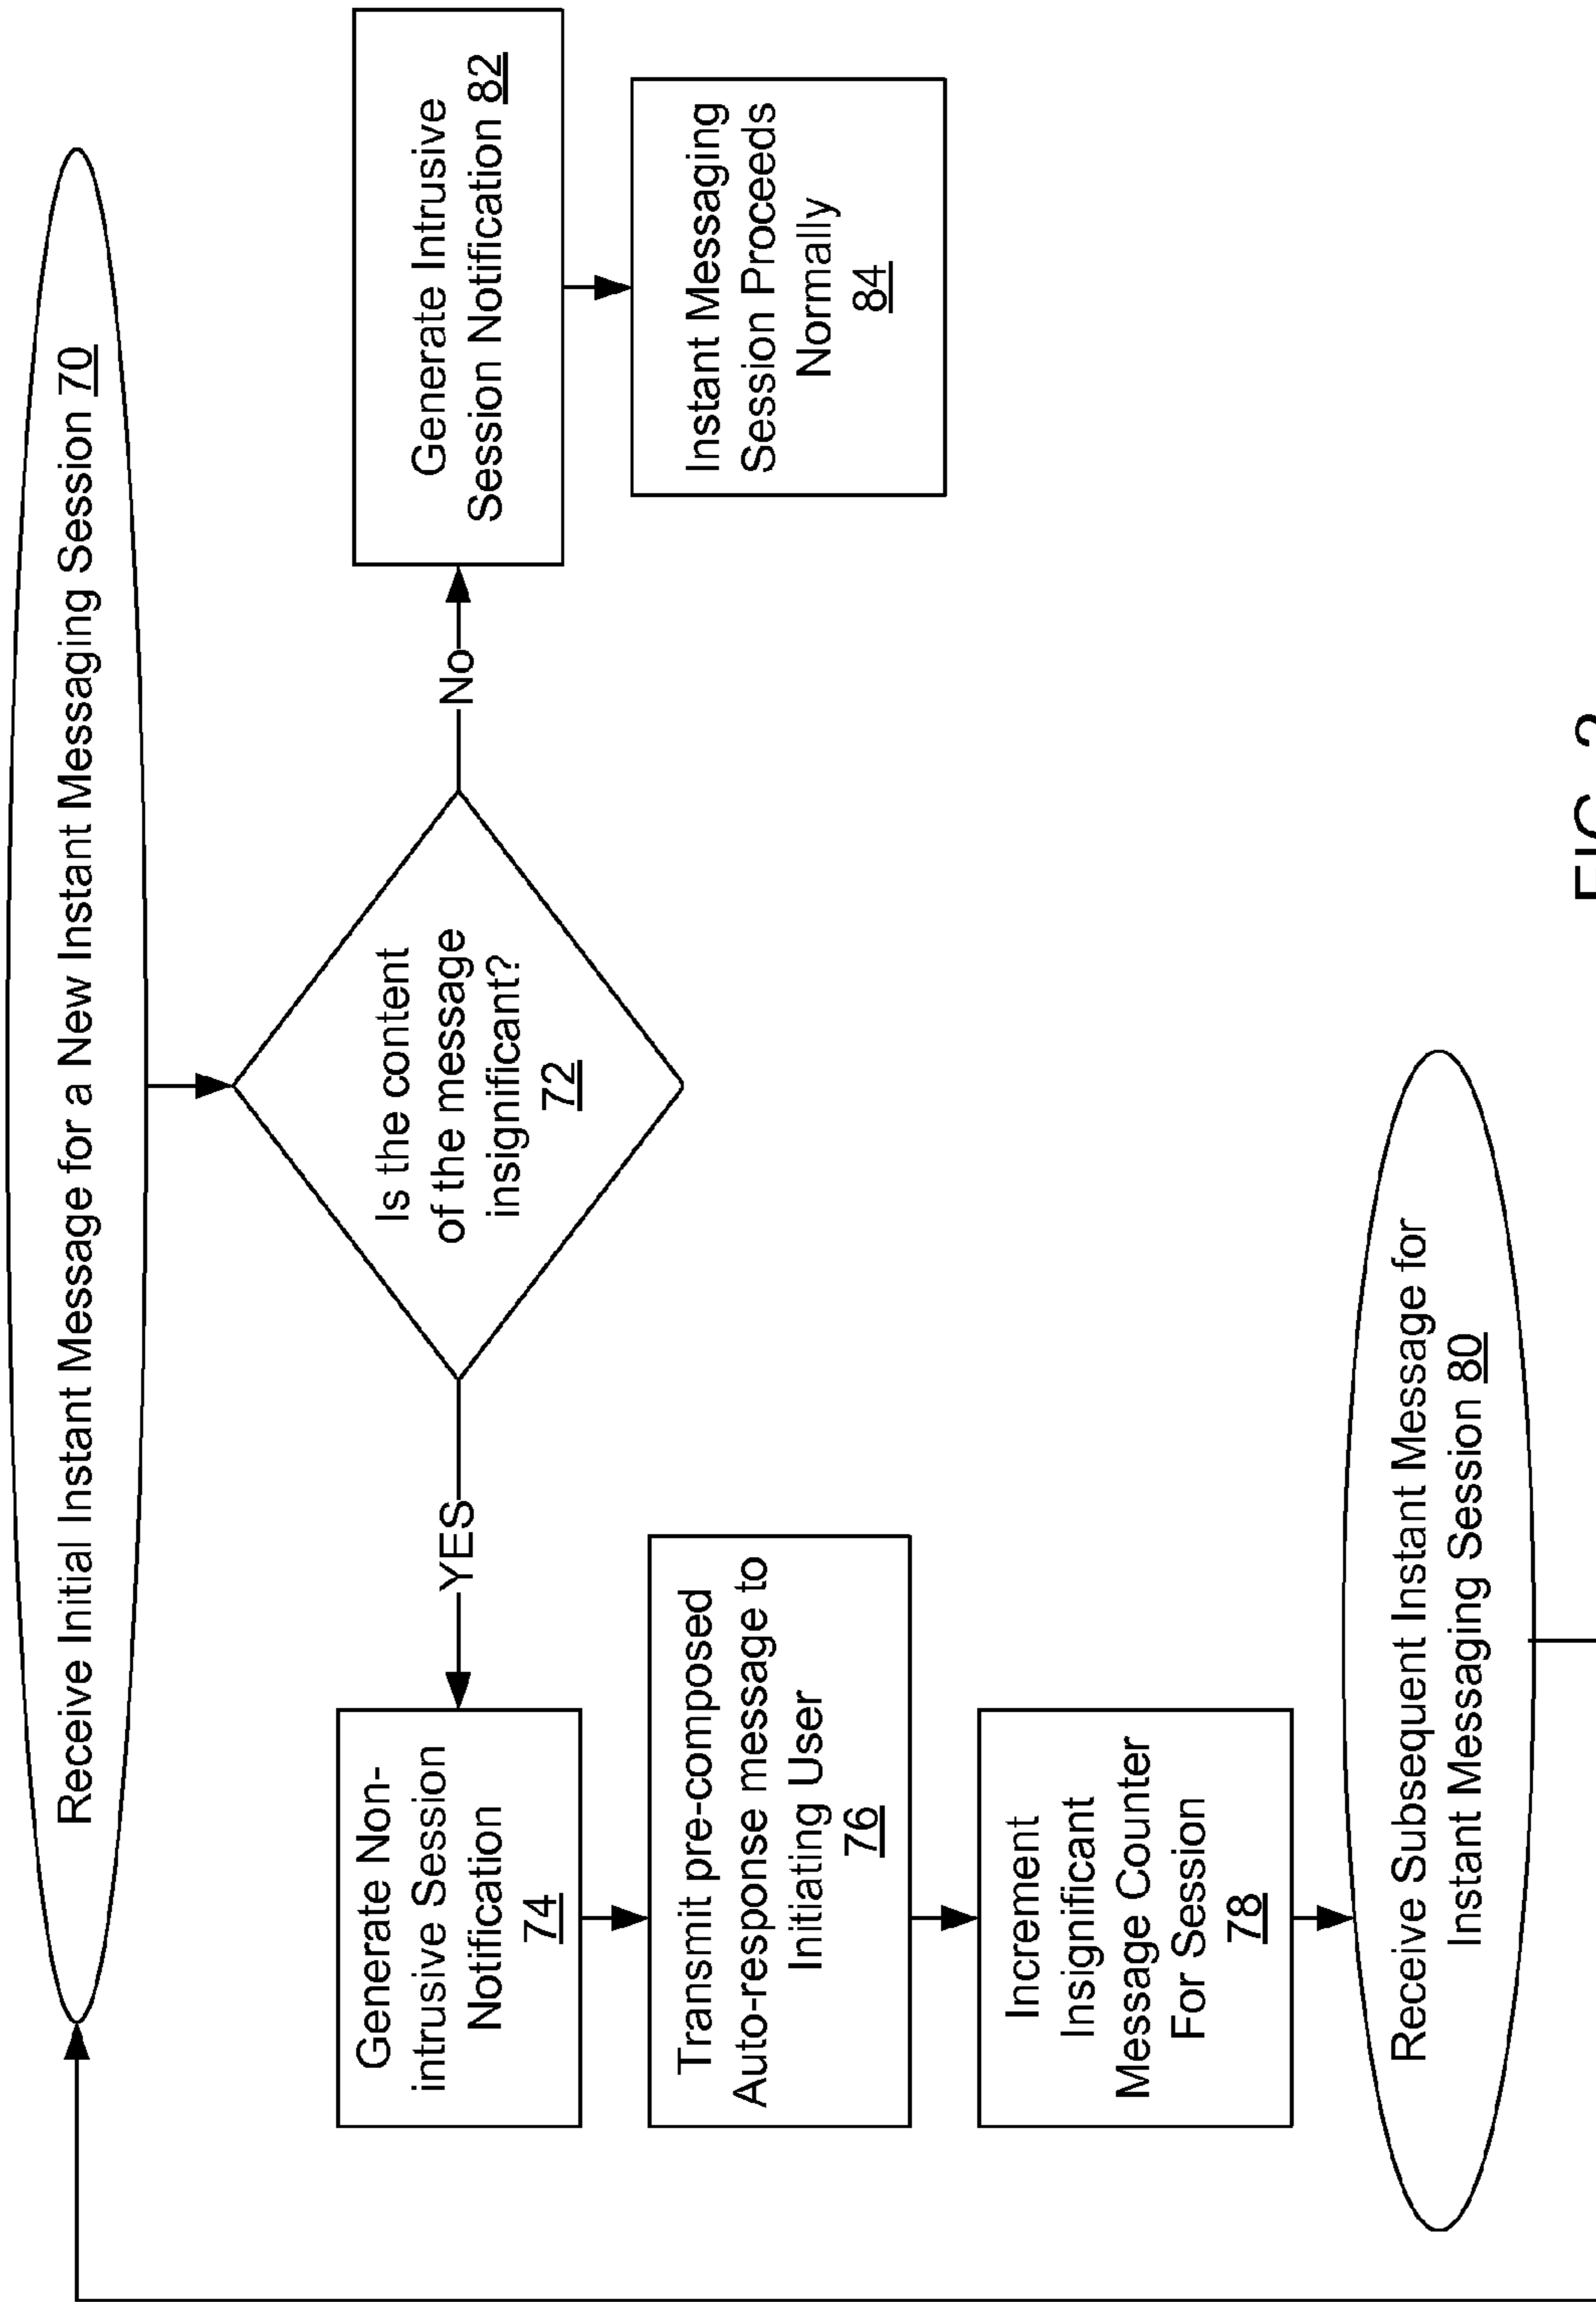 Receive Initial Instant Message for a New Instant Messaging Session 70
Is the content
of the message
insignificant?
72
YES
No
Generate Non-
intrusive Session
Notification
74
Transmit pre-composed
Auto-response message to
Initiating User
76
Increment
Insignificant
Message Counter
For Session
78
Receive Subsequent Instant Message for
Instant Messaging Session 80
Generate Intrusive
Session Notification 82
Instant Messaging
Session Proceeds
Normally
84